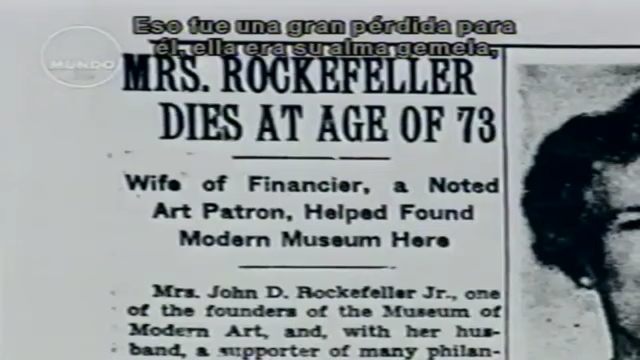 Eso fue una gran pérdida para
él, ella era su alma gemela,
MUNDO
MRS. ROCKEFELLER
DIES AT AGE OF 73
Wife of Financier, a Noted
Art Patron, Helped Found
Modern Museum Here
Mrs. John D. Rockefeller Jr., one
of the founders of the Museum of
Modern Art, and, with her hus-
band, a supporter of many philan-